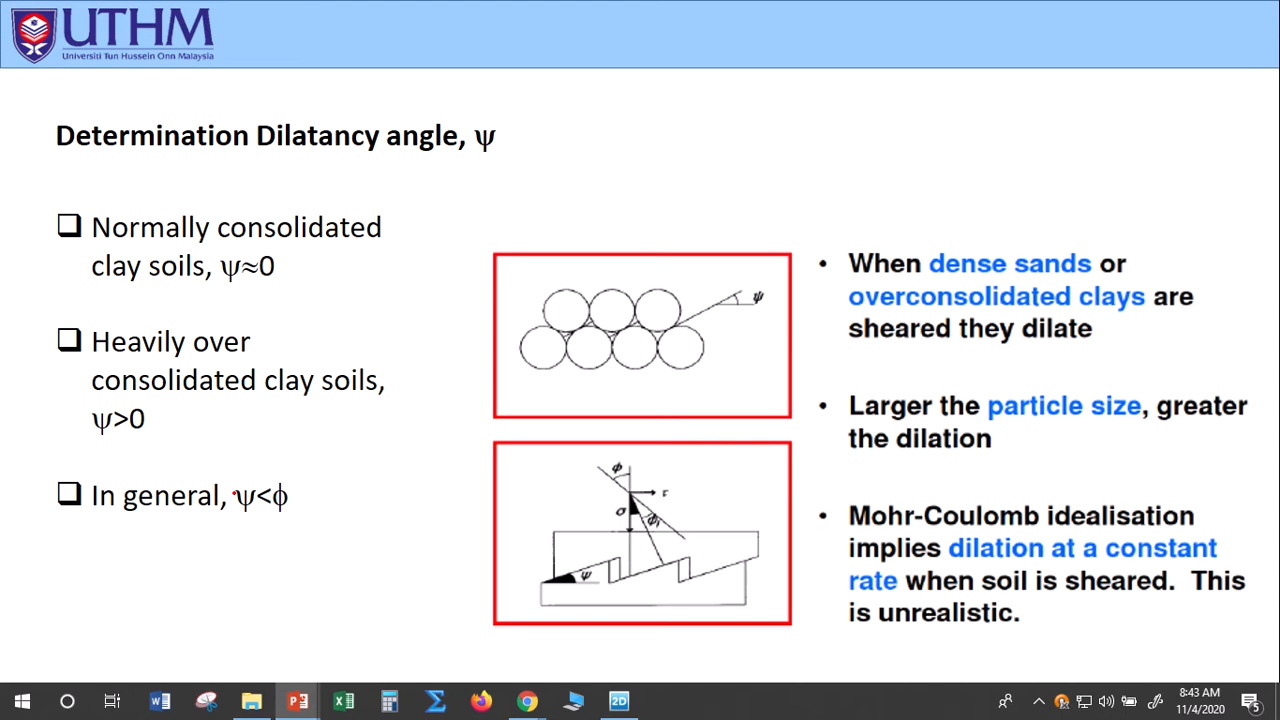 UTHM
Universiti Tun Hussein Onn Malaysia
Determination Dilatancy angle, ψ
Normally consolidated
clay soils, ψ≈0
Heavily over
consolidated clay soils,
ψ>0
In general, ψ<ϕ
ψ
ϕ
τ
σ
ϕᵢ
ψ
• When dense sands or
overconsolidated clays are
sheared they dilate
• Larger the particle size, greater
the dilation
• Mohr-Coulomb idealisation
implies dilation at a constant
rate when soil is sheared. This
is unrealistic.
2D
8:43 AM
11/4/2020
5